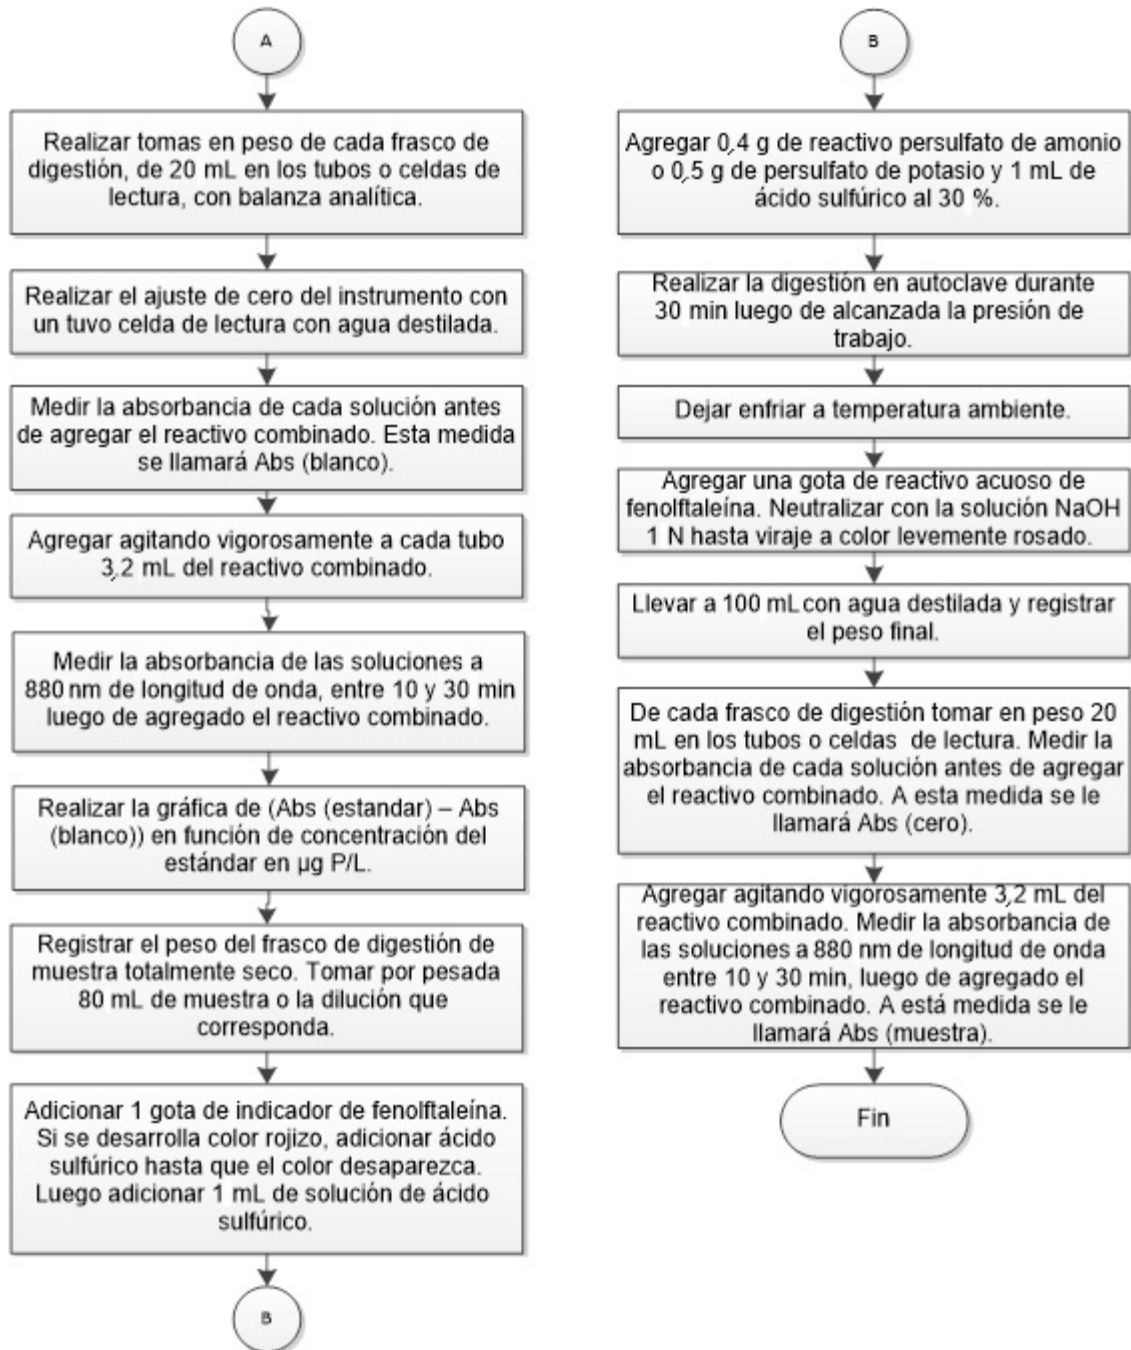 A
Realizar tomas en peso de cada frasco de
digestión, de 20 mL en los tubos o celdas de
lectura, con balanza analítica.
Realizar el ajuste de cero del instrumento con
un tuvo celda de lectura con agua destilada.
Medir la absorbancia de cada solución antes
de agregar el reactivo combinado. Esta medida
se llamará Abs (blanco).
Agregar agitando vigorosamente a cada tubo
3,2 mL del reactivo combinado.
Medir la absorbancia de las soluciones a
880 nm de longitud de onda, entre 10 y 30 min
luego de agregado el reactivo combinado.
Realizar la gráfica de (Abs (estandar) – Abs
(blanco)) en función de concentración del
estándar en µg P/L.
Registrar el peso del frasco de digestión de
muestra totalmente seco. Tomar por pesada
80 mL de muestra o la dilución que
corresponda.
Adicionar 1 gota de indicador de fenolftaleína.
Si se desarrolla color rojizo, adicionar ácido
sulfúrico hasta que el color desaparezca.
Luego adicionar 1 mL de solución de ácido
sulfúrico.
B
B
Agregar 0,4 g de reactivo persulfato de amonio
o 0,5 g de persulfato de potasio y 1 mL de
ácido sulfúrico al 30 %.
Realizar la digestión en autoclave durante
30 min luego de alcanzada la presión de
trabajo.
Dejar enfriar a temperatura ambiente.
Agregar una gota de reactivo acuoso de
fenolftaleína. Neutralizar con la solución NaOH
1 N hasta viraje a color levemente rosado.
Llevar a 100 mL con agua destilada y registrar
el peso final.
De cada frasco de digestión tomar en peso 20
mL en los tubos o celdas de lectura. Medir la
absorbancia de cada solución antes de agregar
el reactivo combinado. A esta medida se le
llamará Abs (cero).
Agregar agitando vigorosamente 3,2 mL del
reactivo combinado. Medir la absorbancia de
las soluciones a 880 nm de longitud de onda
entre 10 y 30 min, luego de agregado el
reactivo combinado. A está medida se le
llamará Abs (muestra).
Fin